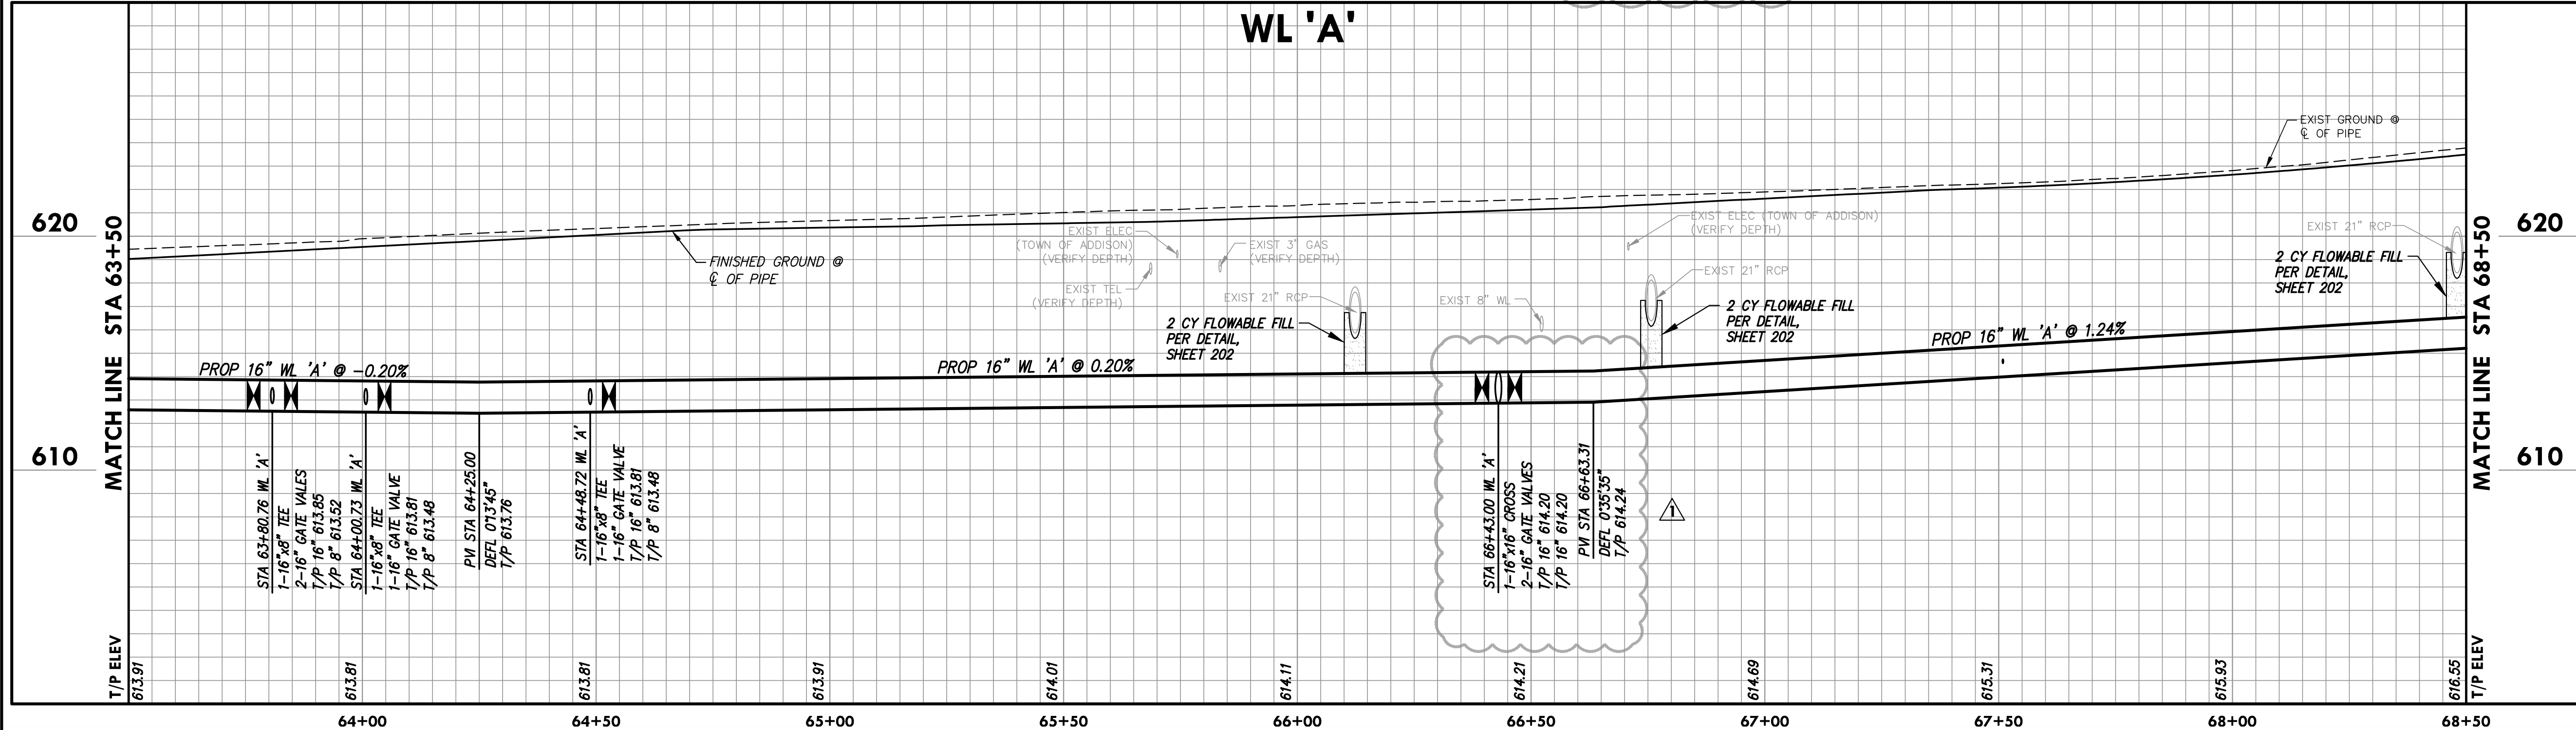 WL 'A'
EXIST GROUND @
℄ OF PIPE
620
620
MATCH LINE STA 63+50
MATCH LINE STA 68+50
FINISHED GROUND @
℄ OF PIPE
EXIST ELEC
(TOWN OF ADDISON)
(VERIFY DEPTH)
EXIST TEL
(VERIFY DEPTH)
EXIST 3" GAS
(VERIFY DEPTH)
EXIST 21" RCP
2 CY FLOWABLE FILL
PER DETAIL,
SHEET 202
EXIST 8" WL
EXIST ELEC (TOWN OF ADDISON)
(VERIFY DEPTH)
EXIST 21" RCP
2 CY FLOWABLE FILL
PER DETAIL,
SHEET 202
EXIST 21" RCP
2 CY FLOWABLE FILL
PER DETAIL,
SHEET 202
PROP 16" WL 'A' @ -0.20%
PROP 16" WL 'A' @ 0.20%
PROP 16" WL 'A' @ 1.24%
610
610
STA 63+80.76 WL 'A'
1-16"x8" TEE
2-16" GATE VALES
T/P 16" 613.85
T/P 8" 613.52
STA 64+00.73 WL 'A'
1-16"x8" TEE
1-16" GATE VALVE
T/P 16" 613.81
T/P 8" 613.48
PVI STA 64+25.00
DEFL 0°13'45"
T/P 613.76
STA 64+48.72 WL 'A'
1-16"x8" TEE
1-16" GATE VALVE
T/P 16" 613.81
T/P 8" 613.48
STA 66+43.00 WL 'A'
1-16"x16" CROSS
2-16" GATE VALVES
T/P 16" 614.20
T/P 16" 614.20
PVI STA 66+63.31
DEFL 0°35'35"
T/P 614.24
1
T/P ELEV
613.91
613.81
613.81
613.91
614.01
614.11
614.21
614.69
615.31
615.93
616.55
T/P ELEV
64+00
64+50
65+00
65+50
66+00
66+50
67+00
67+50
68+00
68+50